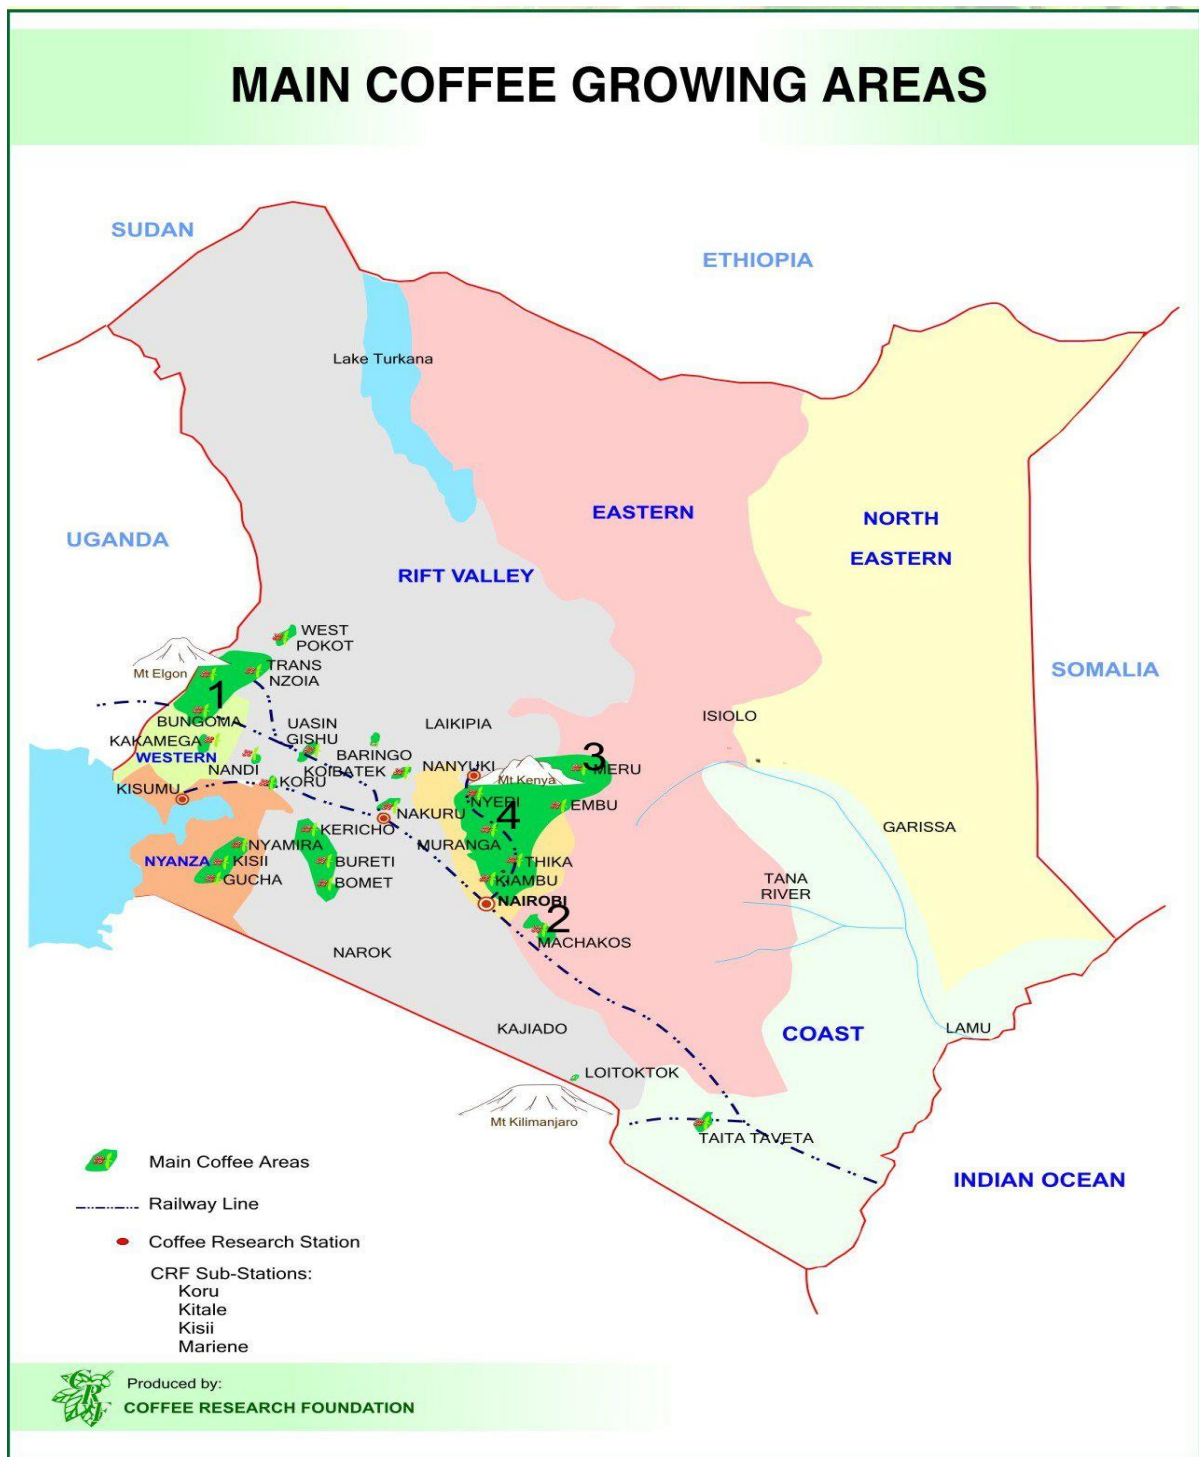 MAIN COFFEE GROWING AREAS
SUDAN
ETHIOPIA
Lake Turkana
EASTERN
NORTH
EASTERN
UGANDA
RIFT VALLEY
WEST
POKOT
Mt Elgon
TRANS
NZOIA
SOMALIA
1
BUNGOMA
ISIOLO
UASIN
GISHU
LAIKIPIA
KAKAMEGA
WESTERN
BARINGO
NANDI
KOIBATEK
NANYUKI
3
Mt Kenya
MERU
KISUMU
KORU
NYERI
EMBU
NAKURU
4
GARISSA
KERICHO
NYAMIRA
MURANGA
NYANZA
KISII
BURETI
THIKA
GUCHA
BOMET
KIAMBU
TANA
RIVER
NAIROBI
2
MACHAKOS
NAROK
KAJIADO
COAST
LAMU
LOITOKTOK
Mt Kilimanjaro
TAITA TAVETA
INDIAN OCEAN
Main Coffee Areas
Railway Line
Coffee Research Station
CRF Sub-Stations:
Koru
Kitale
Kisii
Mariene
CRF
Produced by:
COFFEE RESEARCH FOUNDATION